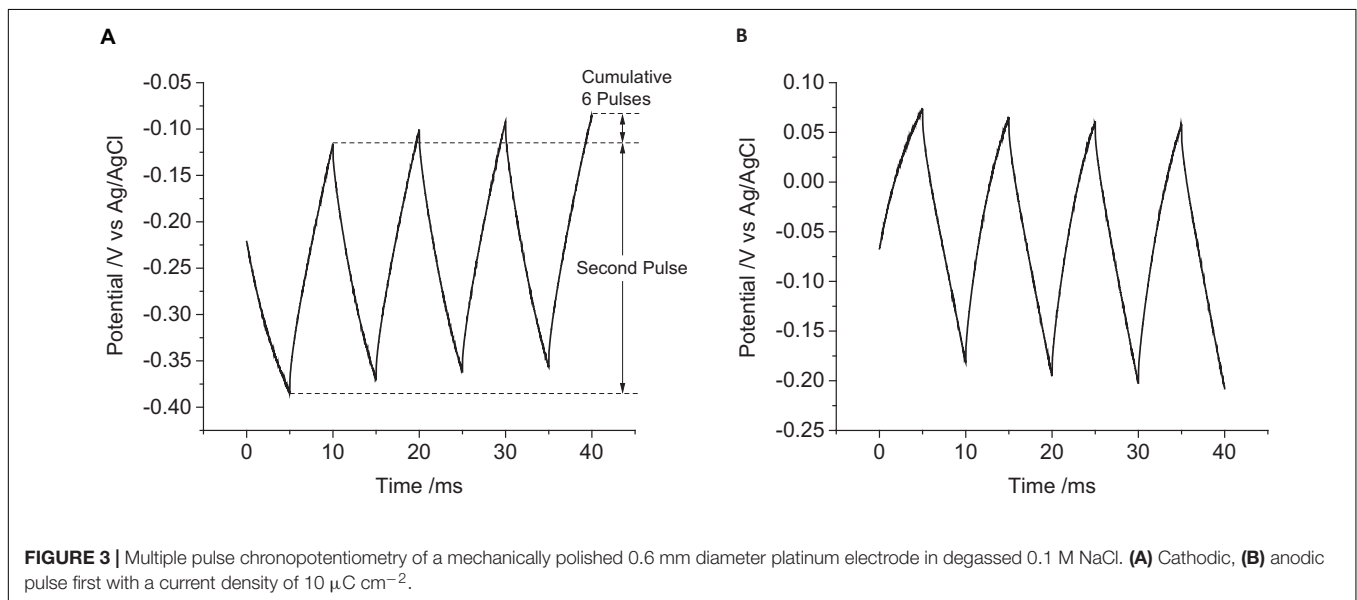 A
Potential /V vs Ag/AgCl
-0.05
-0.10
-0.15
-0.20
-0.25
-0.30
-0.35
-0.40
0 10 20 30 40
Time /ms
Cumulative
6 Pulses
Second Pulse
B
Potential /V vs Ag/AgCl
0.10
0.05
0.00
-0.05
-0.10
-0.15
-0.20
-0.25
0 10 20 30 40
Time /ms
FIGURE 3 | Multiple pulse chronopotentiometry of a mechanically polished 0.6 mm diameter platinum electrode in degassed 0.1 M NaCl. (A) Cathodic, (B) anodic
pulse first with a current density of 10 μC cm⁻².